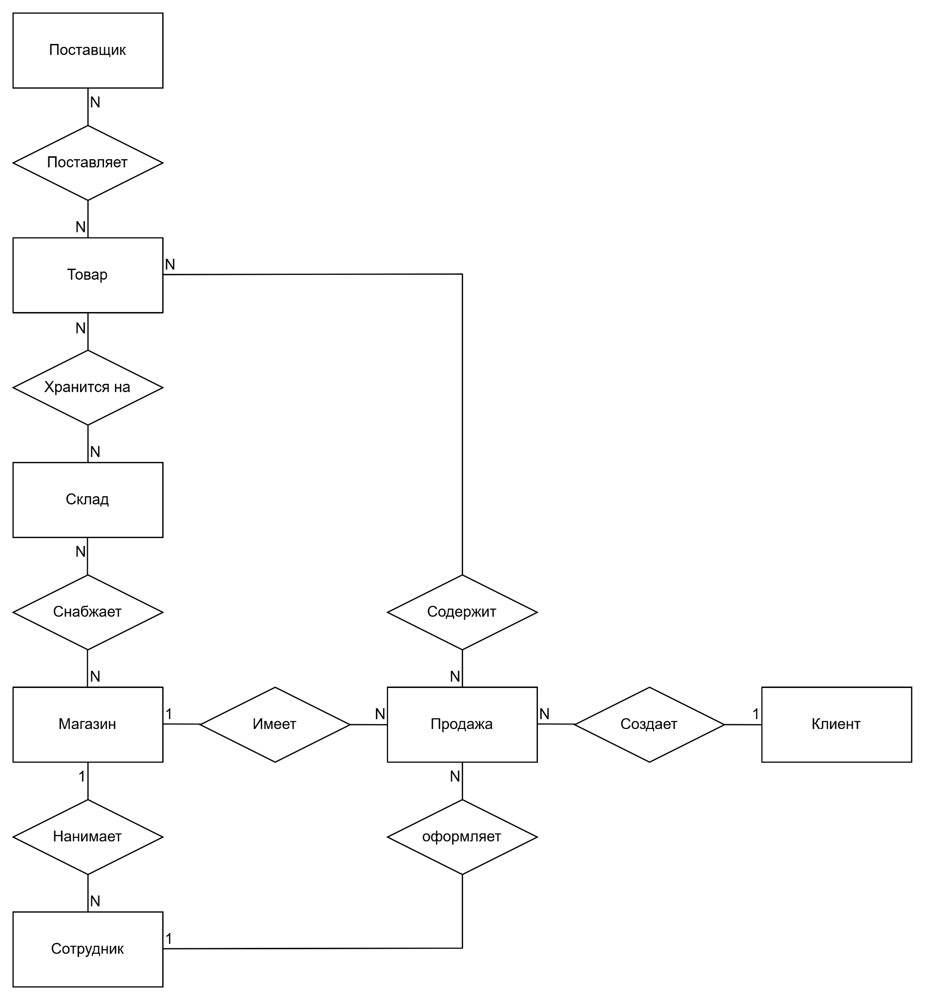 Поставщик
N
Поставляет
N
Товар
N
N
Хранится на
N
Склад
N
Снабжает
Содержит
N
N
Магазин
1
Имеет
N
Продажа
N
Создает
1
Клиент
1
N
Нанимает
оформляет
N
Сотрудник
1